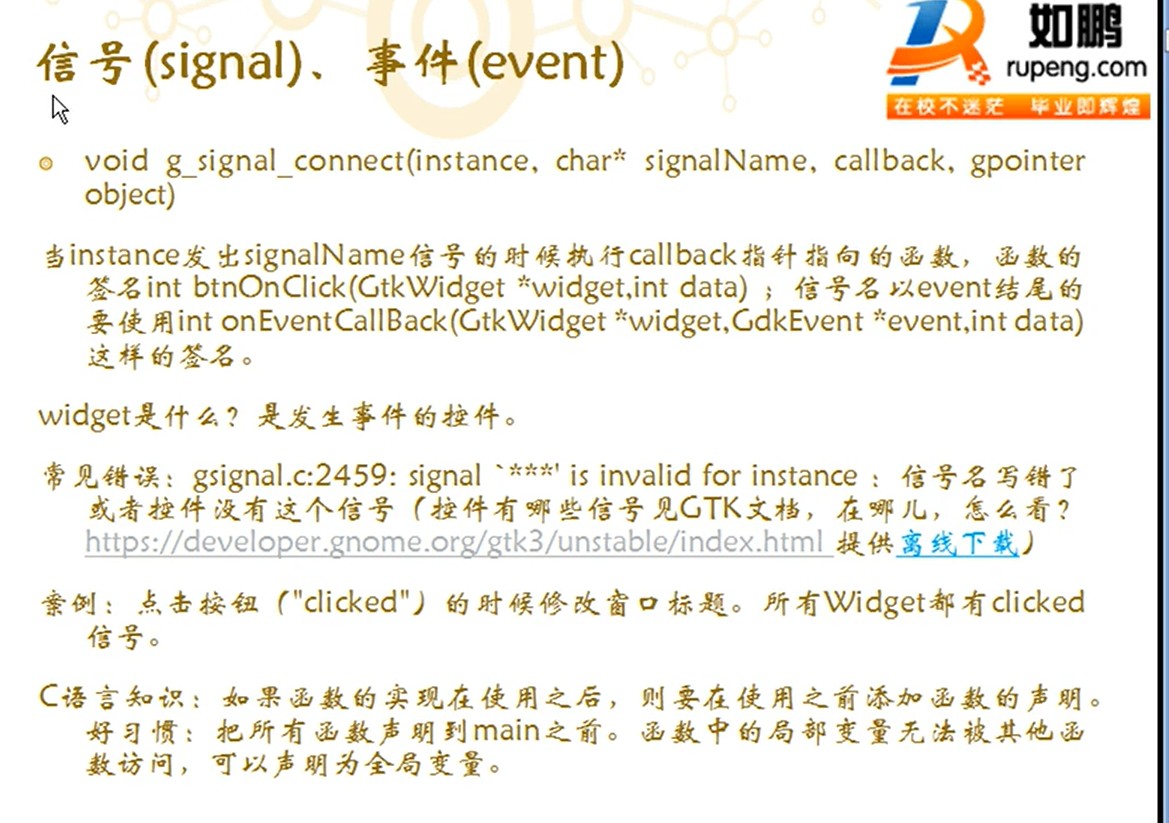 信号(signal)、事件(event)
如鹏
rupeng.com
在校不迷茫 毕业即辉煌
void g_signal_connect(instance, char* signalName, callback, gpointer
object)
当instance发出signalName信号的时候执行callback指针指向的函数，函数的
签名int btnOnClick(GtkWidget *widget,int data) ；信号名以event结尾的
要使用int onEventCallBack(GtkWidget *widget,GdkEvent *event,int data)
这样的签名。
widget是什么？是发生事件的控件。
常见错误：gsignal.c:2459: signal `***' is invalid for instance ：信号名写错了
或者控件没有这个信号（控件有哪些信号见GTK文档，在哪儿，怎么看？
https://developer.gnome.org/gtk3/unstable/index.html 提供离线下载）
案例：点击按钮（"clicked"）的时候修改窗口标题。所有Widget都有clicked
信号。
C语言知识：如果函数的实现在使用之后，则要在使用之前添加函数的声明。
好习惯：把所有函数声明到main之前。函数中的局部变量无法被其他函
数访问，可以声明为全局变量。